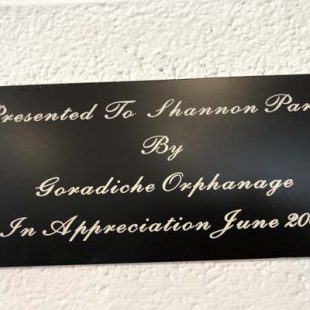 Presented To Shannon Par
By
Goradiche Orphanage
In Appreciation June 20